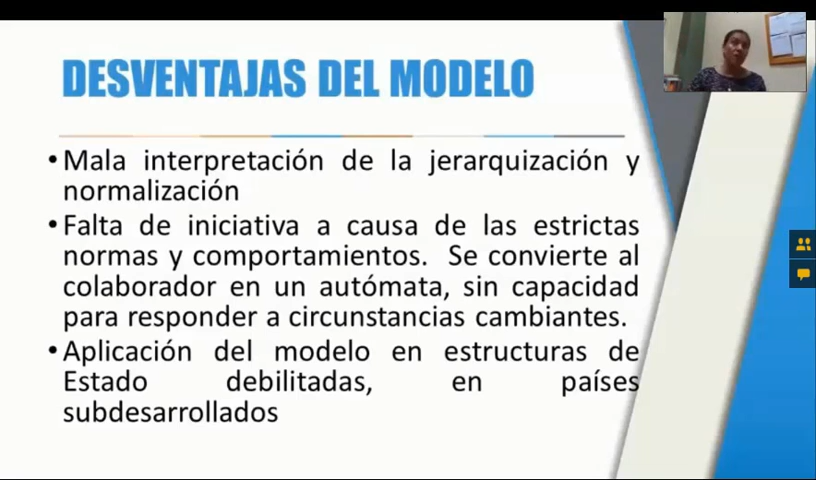 DESVENTAJAS DEL MODELO
• Mala interpretación de la jerarquización y
normalización
• Falta de iniciativa a causa de las estrictas
normas y comportamientos. Se convierte al
colaborador en un autómata, sin capacidad
para responder a circunstancias cambiantes.
• Aplicación del modelo en estructuras de
Estado debilitadas, en países
subdesarrollados